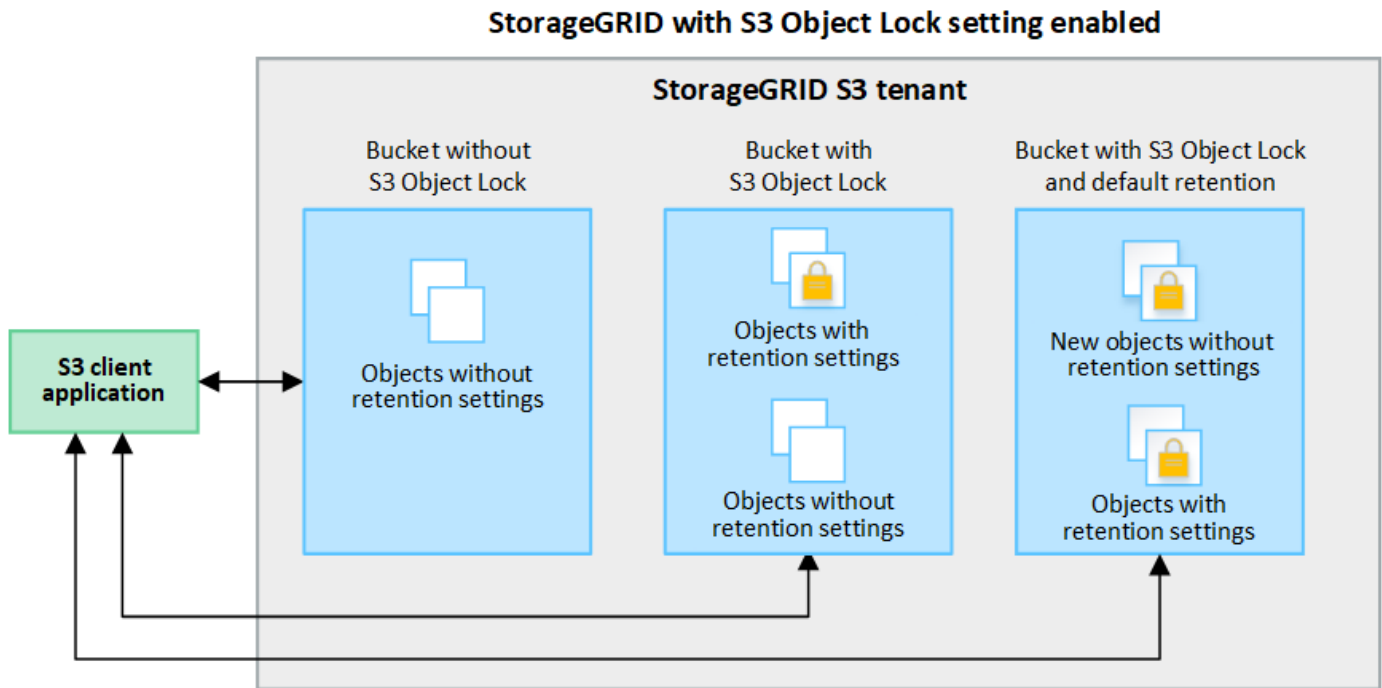 StorageGRID with S3 Object Lock setting enabled
StorageGRID S3 tenant
Bucket without
S3 Object Lock
Objects without
retention settings
Bucket with
S3 Object Lock
Objects with
retention settings
Objects without
retention settings
Bucket with S3 Object Lock
and default retention
New objects without
retention settings
Objects with
retention settings
S3 client
application